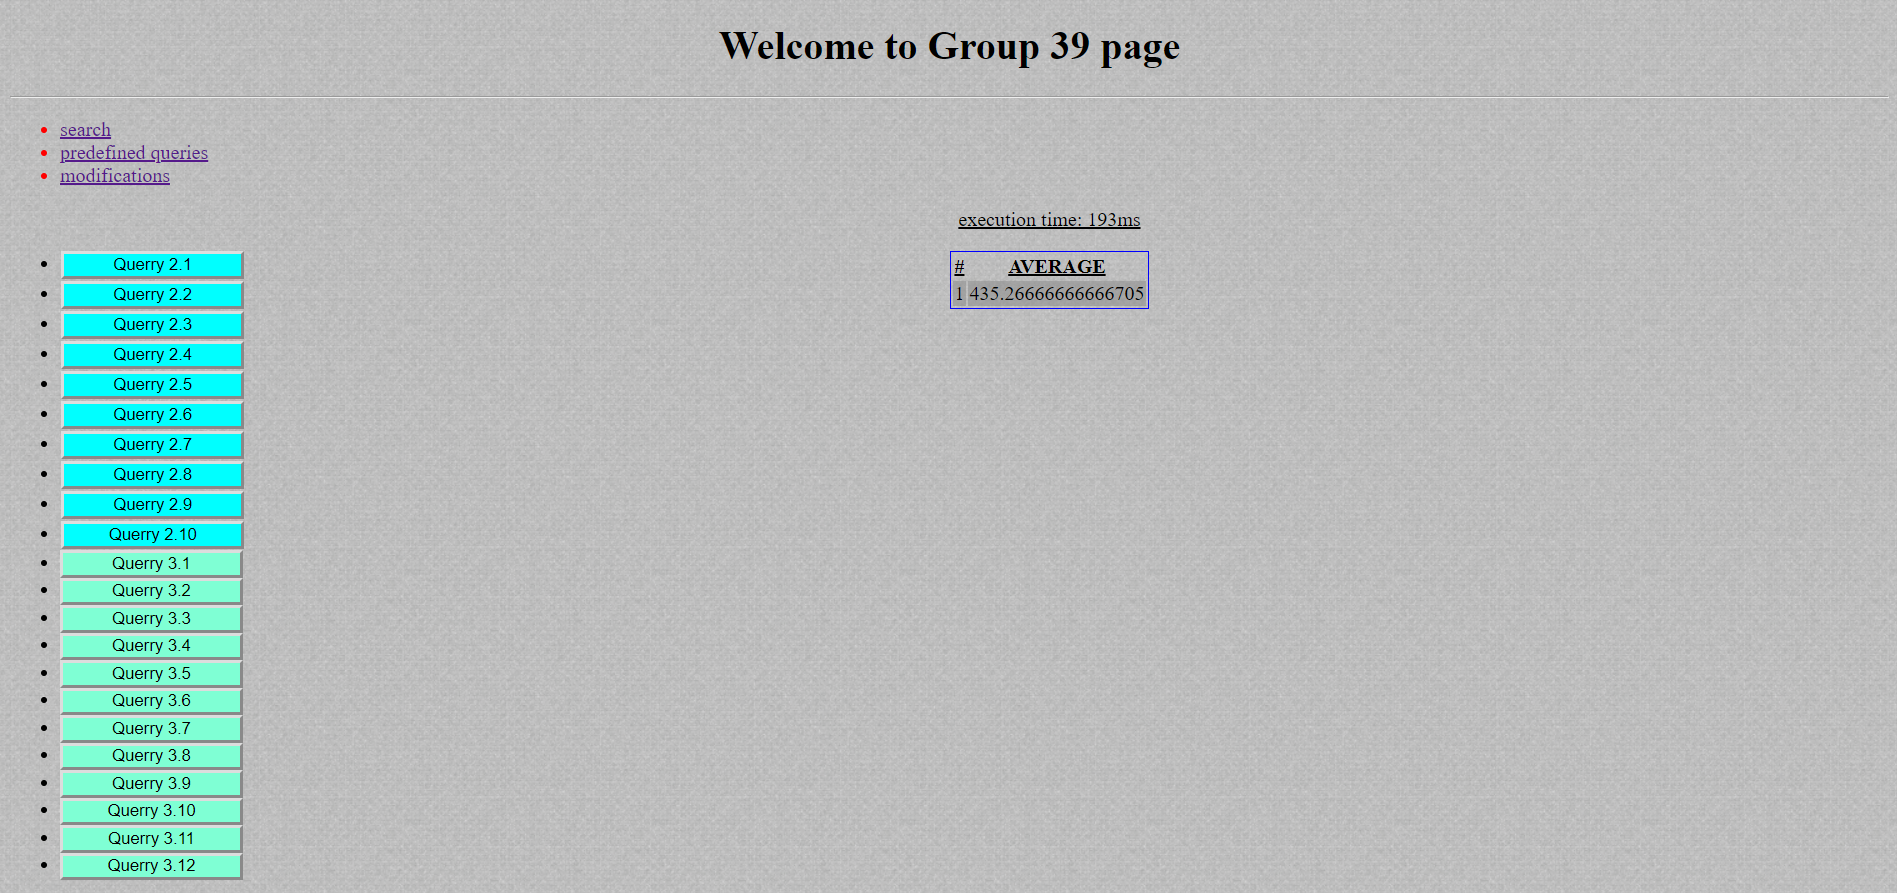 Welcome to Group 39 page
search
predefined queries
modifications
execution time: 193ms
# AVERAGE
1 435.26666666666705
Querry 2.1
Querry 2.2
Querry 2.3
Querry 2.4
Querry 2.5
Querry 2.6
Querry 2.7
Querry 2.8
Querry 2.9
Querry 2.10
Querry 3.1
Querry 3.2
Querry 3.3
Querry 3.4
Querry 3.5
Querry 3.6
Querry 3.7
Querry 3.8
Querry 3.9
Querry 3.10
Querry 3.11
Querry 3.12